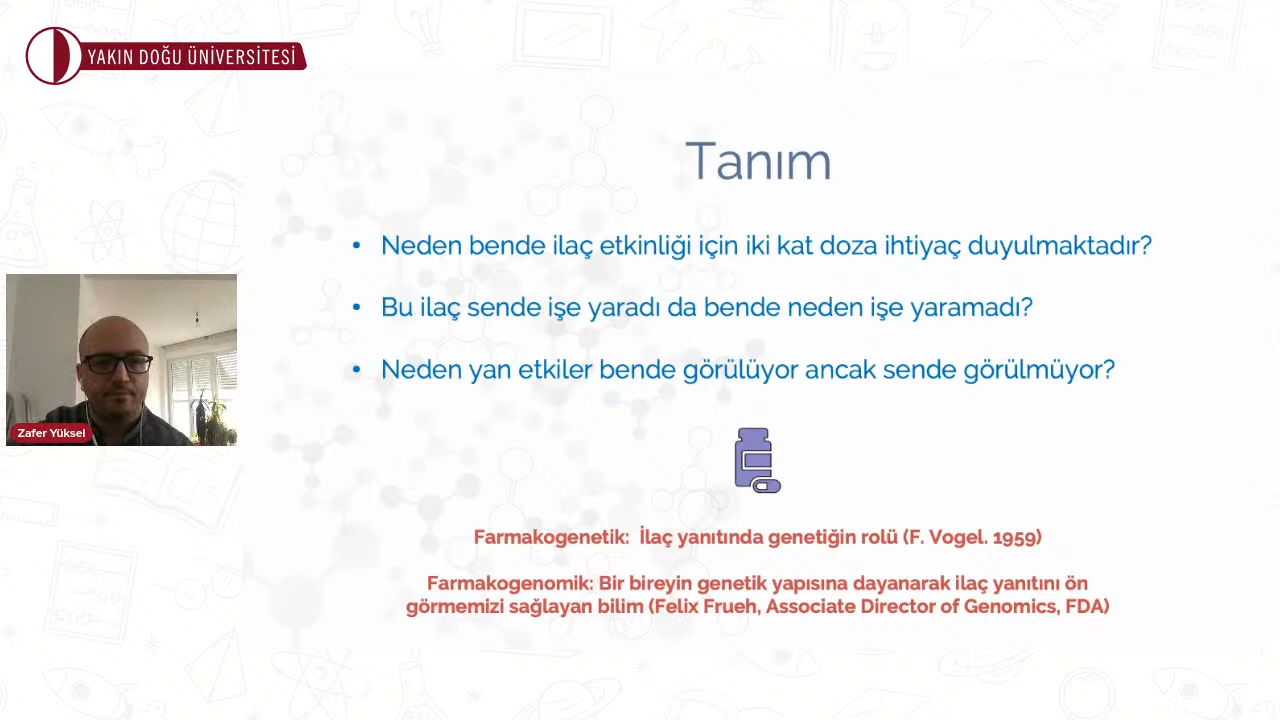 YAKIN DOĞU ÜNİVERSİTESİ
Tanım
• Neden bende ilaç etkinliği için iki kat doza ihtiyaç duyulmaktadır?
• Bu ilaç sende işe yaradı da bende neden işe yaramadı?
• Neden yan etkiler bende görülüyor ancak sende görülmüyor?
Zafer Yüksel
Farmakogenetik: İlaç yanıtında genetiğin rolü (F. Vogel. 1959)
Farmakogenomik: Bir bireyin genetik yapısına dayanarak ilaç yanıtını ön
görmemizi sağlayan bilim (Felix Frueh, Associate Director of Genomics, FDA)